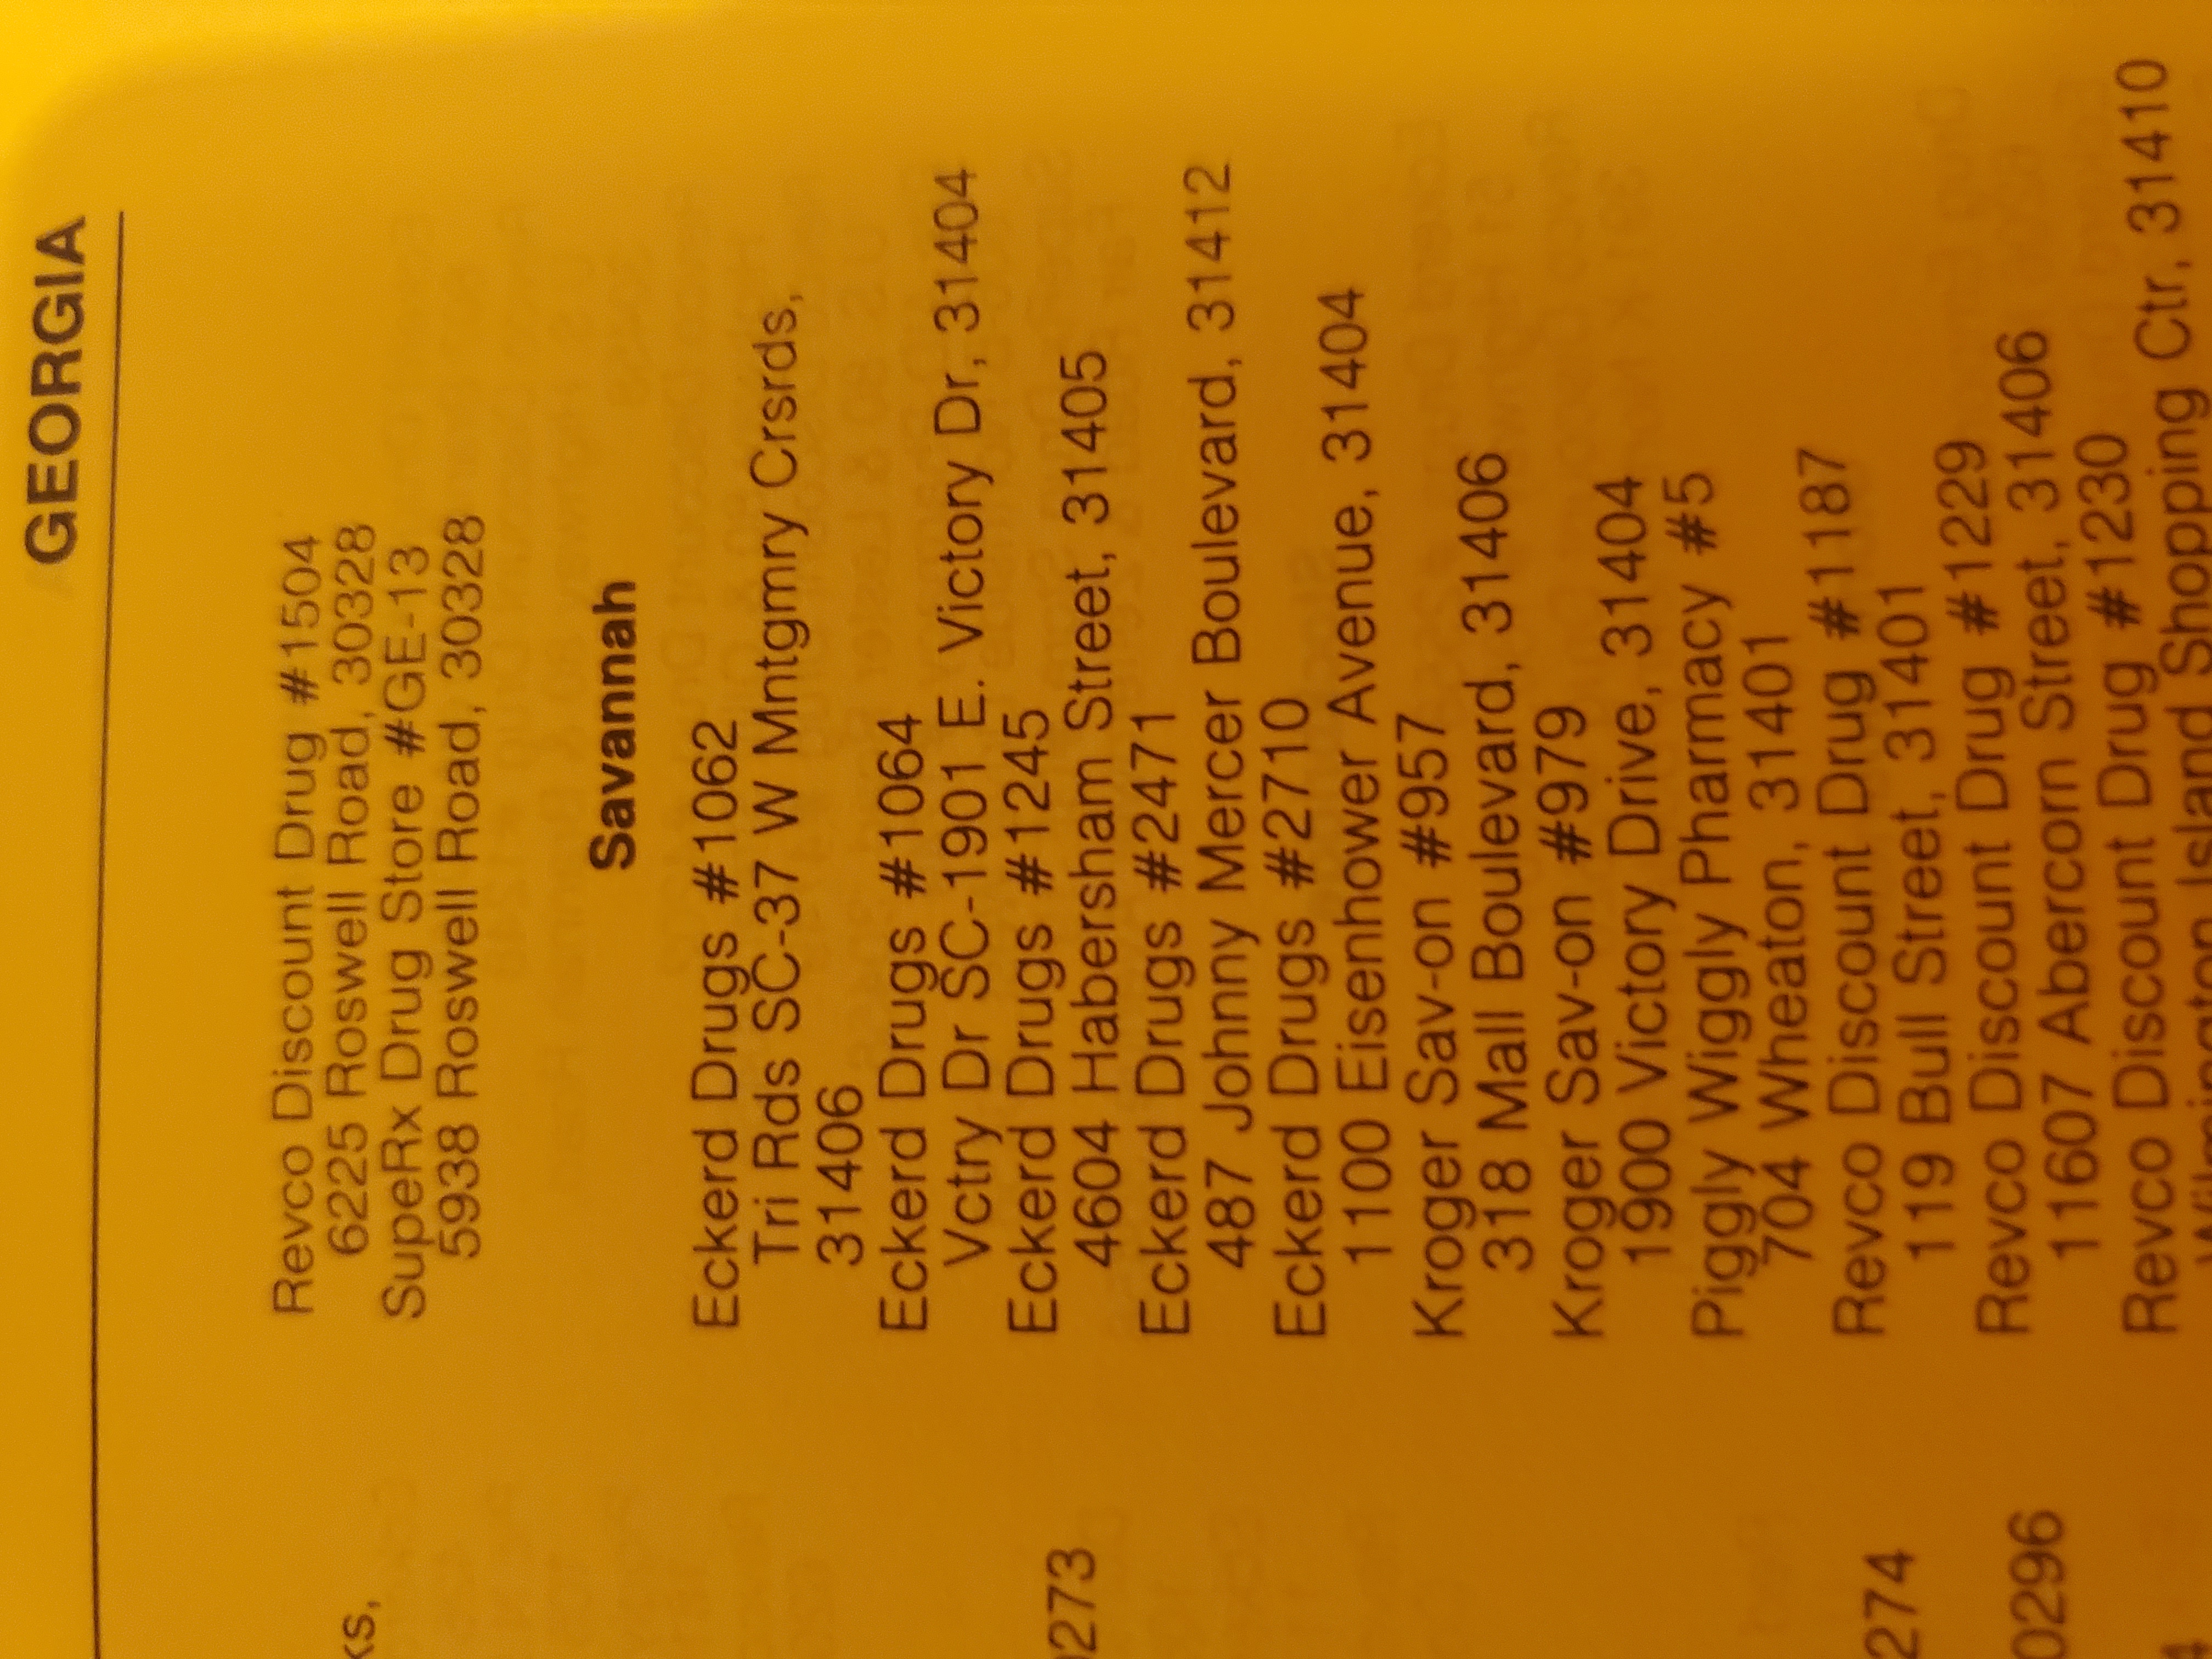 GEORGIA
Revco Discount Drug #1504
6225 Roswell Road, 30328
SupeRx Drug Store #GE-13
5938 Roswell Road, 30328
Savannah
Eckerd Drugs #1062
Tri Rds SC-37 W Mntgmry Crsrds,
31406
Eckerd Drugs #1064
Vctry Dr SC-1901 E. Victory Dr, 31404
Eckerd Drugs #1245
4604 Habersham Street, 31405
Eckerd Drugs #2471
487 Johnny Mercer Boulevard, 31412
Eckerd Drugs #2710
1100 Eisenhower Avenue, 31404
Kroger Sav-on #957
318 Mall Boulevard, 31406
Kroger Sav-on #979
1900 Victory Drive, 31404
Piggly Wiggly Pharmacy #5
704 Wheaton, 31401
Revco Discount Drug #1187
119 Bull Street, 31401
Revco Discount Drug #1229
11607 Abercorn Street, 31406
Revco Discount Drug #1230
Wilmington Island Shopping Ctr, 31410
ks,
0273
274
0296